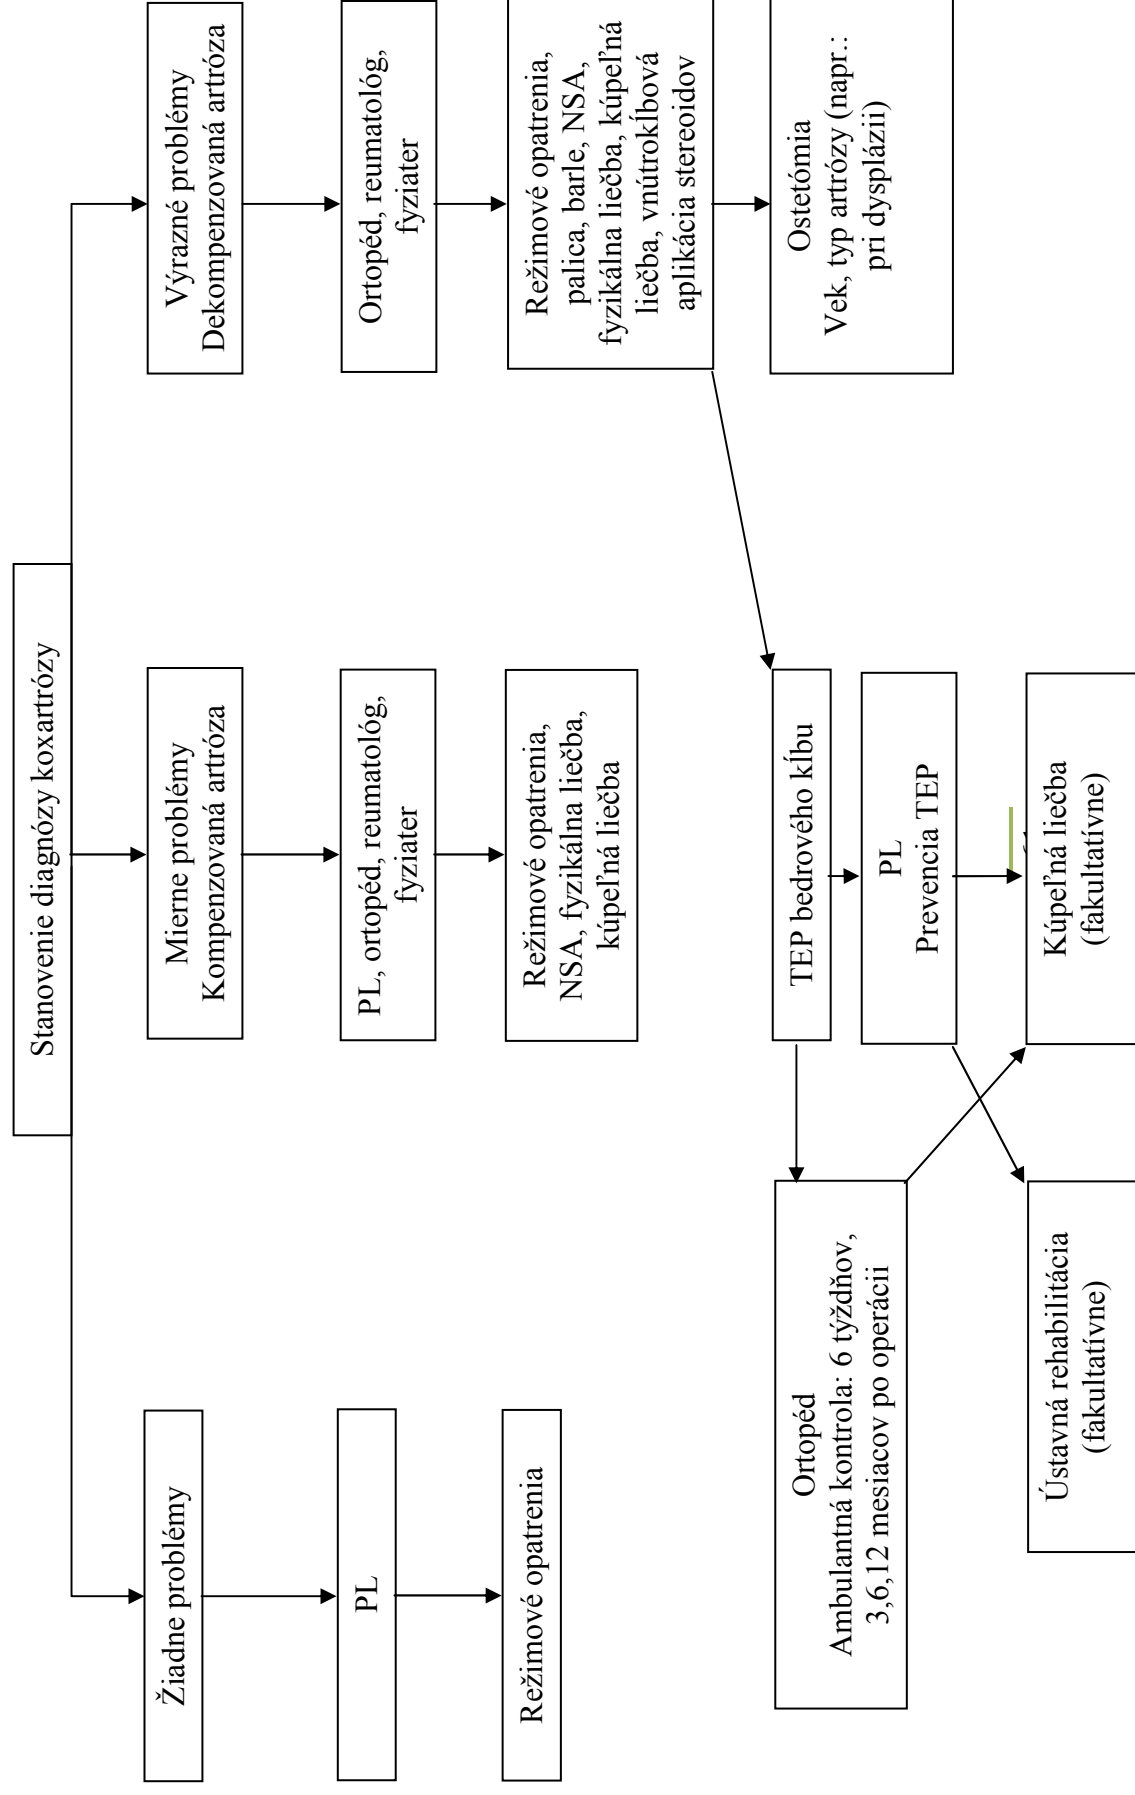 Stanovenie diagnózy koxartrózy
Žiadne problémy
Mierne problémy
Kompenzovaná artróza
Výrazné problémy
Dekompenzovaná artróza
PL
PL, ortopéd, reumatológ,
fyziater
Ortopéd, reumatológ,
fyziater
Režimové opatrenia
Režimové opatrenia,
NSA, fyzikálna liečba,
kúpeľná liečba
Režimové opatrenia,
palica, barle, NSA,
fyzikálna liečba, kúpeľná
liečba, vnútrokĺbová
aplikácia stereoidov
Ortopéd
Ambulantná kontrola: 6 týždňov,
3,6,12 mesiacov po operácii
TEP bedrového kĺbu
PL
Prevencia TEP
Ostetómia
Vek, typ artrózy (napr.:
pri dysplázii)
Ústavná rehabilitácia
(fakultatívne)
Kúpeľná liečba
(fakultatívne)